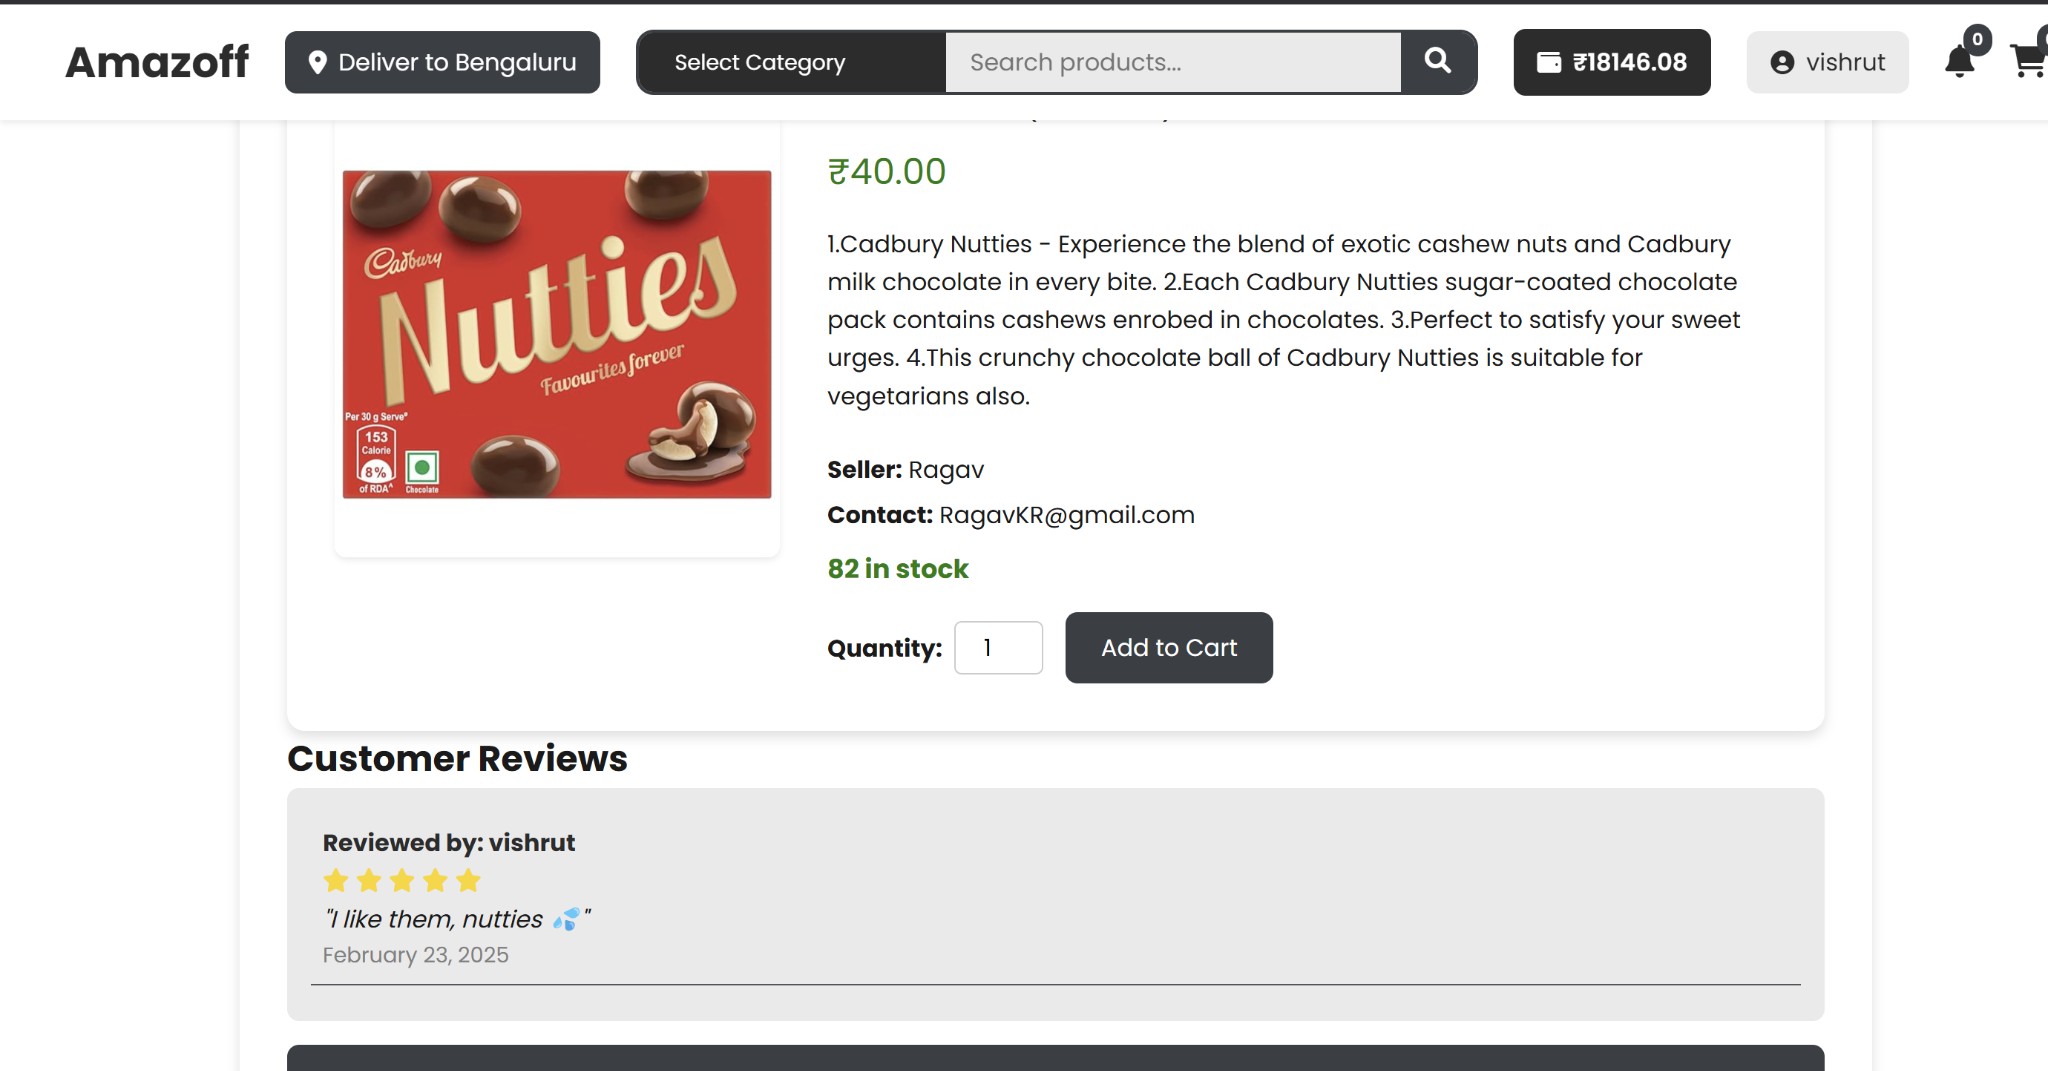 Amazoff
Deliver to Bengaluru
Select Category
Search products...
₹18146.08
vishrut
0
₹40.00
1.Cadbury Nutties - Experience the blend of exotic cashew nuts and Cadbury
milk chocolate in every bite. 2.Each Cadbury Nutties sugar-coated chocolate
pack contains cashews enrobed in chocolates. 3.Perfect to satisfy your sweet
urges. 4.This crunchy chocolate ball of Cadbury Nutties is suitable for
vegetarians also.
Cadbury
Nutties
Favourites forever
Per 30 g Serve*
153
Calorie
8%
of RDA^
Chocolate
Seller: Ragav
Contact: RagavKR@gmail.com
82 in stock
Quantity: 1
Add to Cart
Customer Reviews
Reviewed by: vishrut
"I like them, nutties 💦"
February 23, 2025